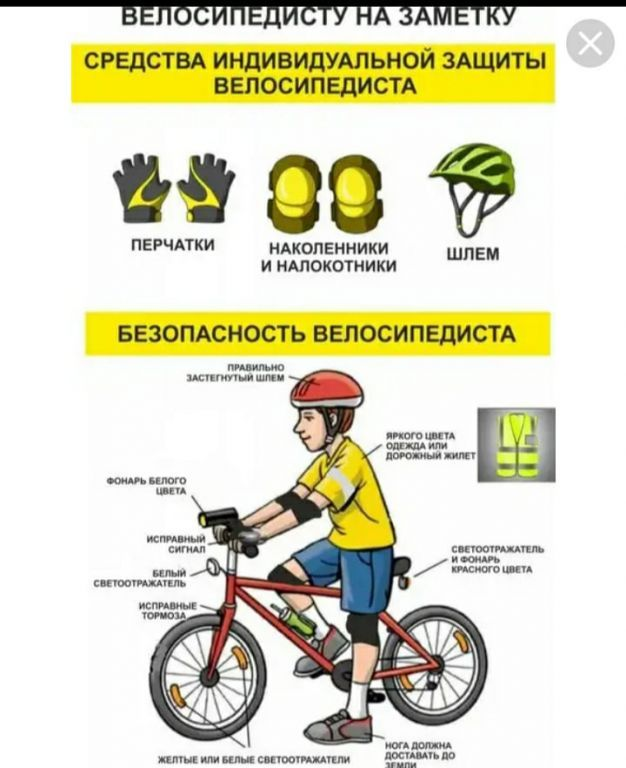 ВЕЛОСИПЕДИСТУ НА ЗАМЕТКУ
СРЕДСТВА ИНДИВИДУАЛЬНОЙ ЗАЩИТЫ
ВЕЛОСИПЕДИСТА
ПЕРЧАТКИ
НАКОЛЕННИКИ
И НАЛОКОТНИКИ
ШЛЕМ
БЕЗОПАСНОСТЬ ВЕЛОСИПЕДИСТА
ПРАВИЛЬНО
ЗАСТЕГНУТЫЙ ШЛЕМ
ЯРКОГО ЦВЕТА
ОДЕЖДА ИЛИ
ДОРОЖНЫЙ ЖИЛЕТ
ФОНАРЬ БЕЛОГО
ЦВЕТА
ИСПРАВНЫЙ
СИГНАЛ
СВЕТООТРАЖАТЕЛЬ
И ФОНАРЬ
КРАСНОГО ЦВЕТА
БЕЛЫЙ
СВЕТООТРАЖАТЕЛЬ
ИСПРАВНЫЕ
ТОРМОЗА
ЖЕЛТЫЕ ИЛИ БЕЛЫЕ СВЕТООТРАЖАТЕЛИ
НОГА ДОЛЖНА
ДОСТАВАТЬ ДО
ЗЕМЛИ